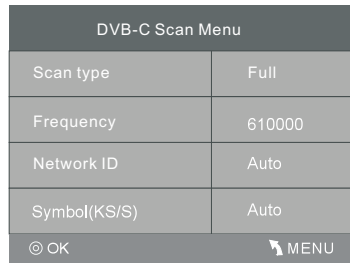 DVB-C Scan Menu
Scan type Full
Frequency 610000
Network ID Auto
Symbol(KS/S) Auto
OK MENU